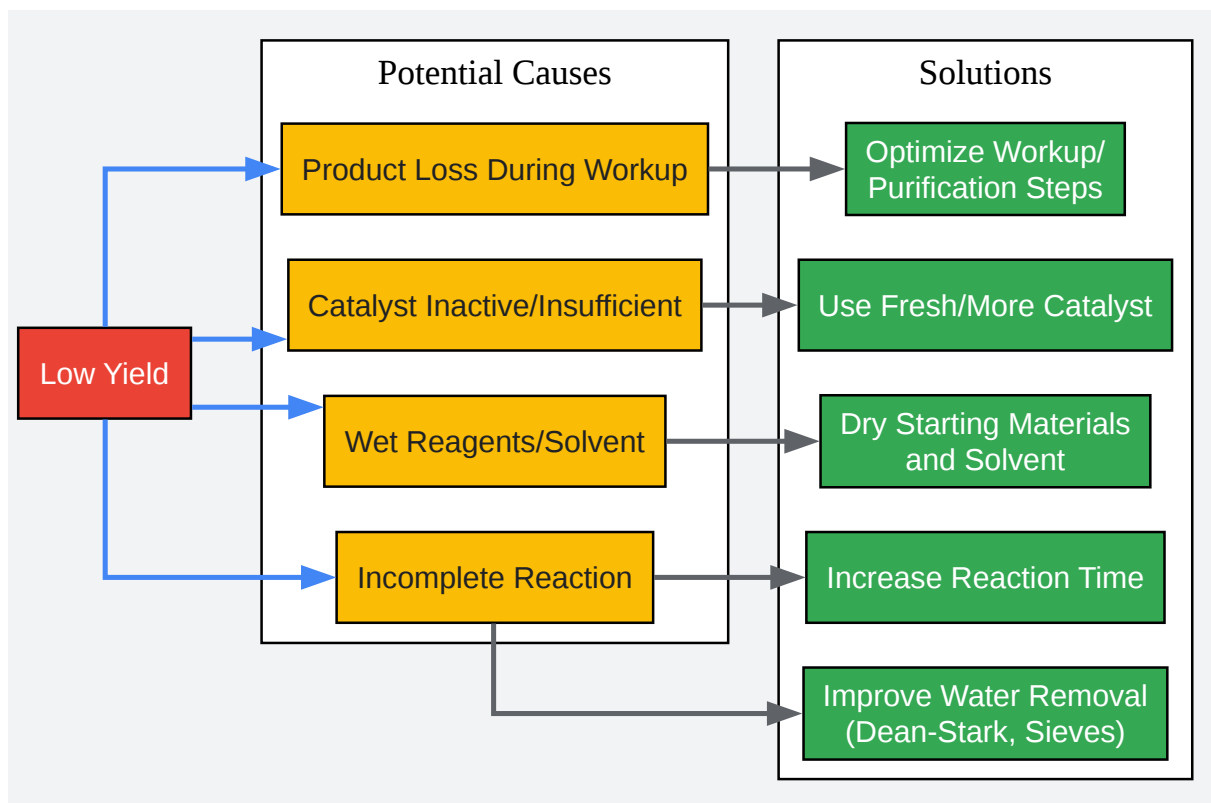 Potential Causes
Solutions
Low Yield
Product Loss During Workup
Optimize Workup/
Purification Steps
Catalyst Inactive/Insufficient
Use Fresh/More Catalyst
Wet Reagents/Solvent
Dry Starting Materials
and Solvent
Incomplete Reaction
Increase Reaction Time
Improve Water Removal
(Dean-Stark, Sieves)